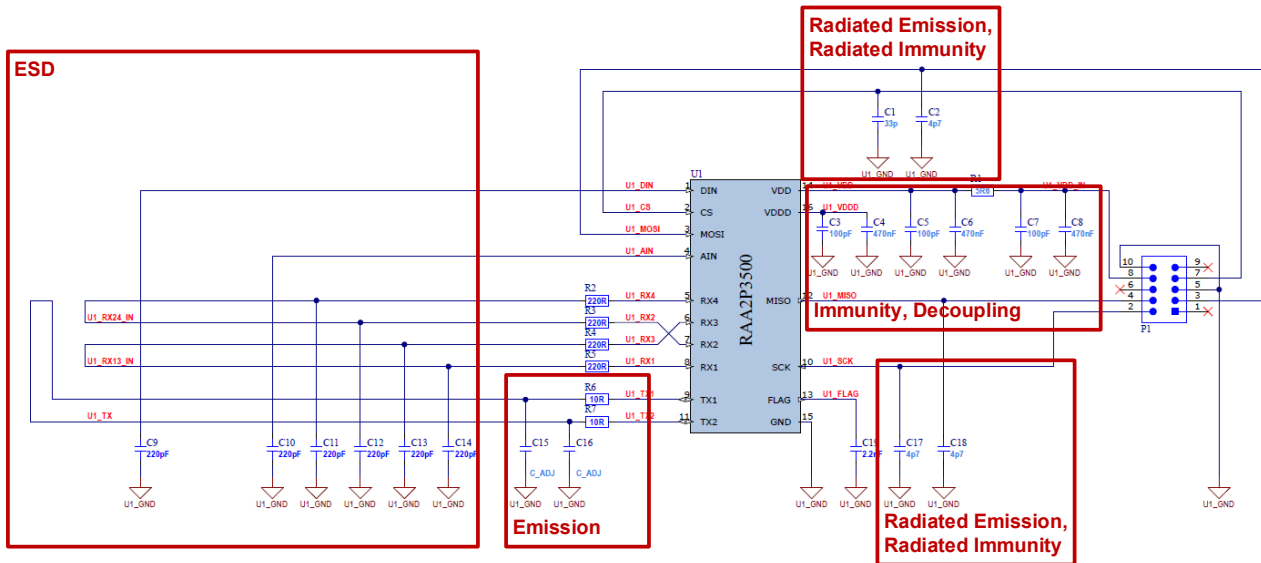 Radiated Emission,
Radiated Immunity
ESD
C1
33p
C2
4p7
U1_GND U1_GND
U1
RAA2P3500
U1_DIN 1 DIN
U1_CS 2 CS
U1_MOSI 3 MOSI
U1_AIN 4 AIN
R2
220R U1_RX4 5 RX4
U1_RX24_IN
R3
220R U1_RX2 6 RX3
R4
220R U1_RX3 7 RX2
U1_RX13_IN
R5
220R U1_RX1 8 RX1
R6
10R U1_TX1 9 TX1
U1_TX
R7
10R U1_TX2 11 TX2
VDD 14 U1_VDD
R1
5R6
U1_VDD_IN
VDDD 16 U1_VDDD
C3
100pF
C4
470nF
C5
100pF
C6
470nF
C7
100pF
C8
470nF
U1_GND U1_GND U1_GND
MISO 12 U1_MISO
Immunity, Decoupling
SCK 10 U1_SCK
FLAG 13 U1_FLAG
GND 15
10 9
8 7
6 5
4 3
2 1
P1
C9
220pF
C10
220pF
C11
220pF
C12
220pF
C13
220pF
C14
220pF
C15
C_ADJ
C16
C_ADJ
C19
2.2nF
C17
4p7
C18
4p7
U1_GND U1_GND U1_GND U1_GND U1_GND U1_GND U1_GND U1_GND U1_GND U1_GND U1_GND U1_GND U1_GND
Emission
Radiated Emission,
Radiated Immunity